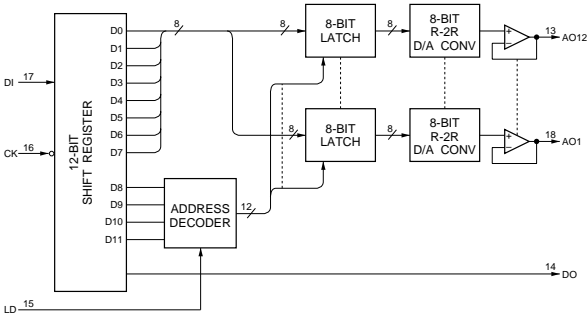 D0
D1
D2
D3
D4
D5
D6
D7
D8
D9
D10
D11
DI 17
CK 16
LD 15
12-BIT
SHIFT REGISTER
8
8
8-BIT
LATCH
8
8-BIT
R-2R
D/A CONV
+
−
13
AO12
8
8-BIT
LATCH
8
8-BIT
R-2R
D/A CONV
+
−
18
AO1
ADDRESS
DECODER
12
14
DO